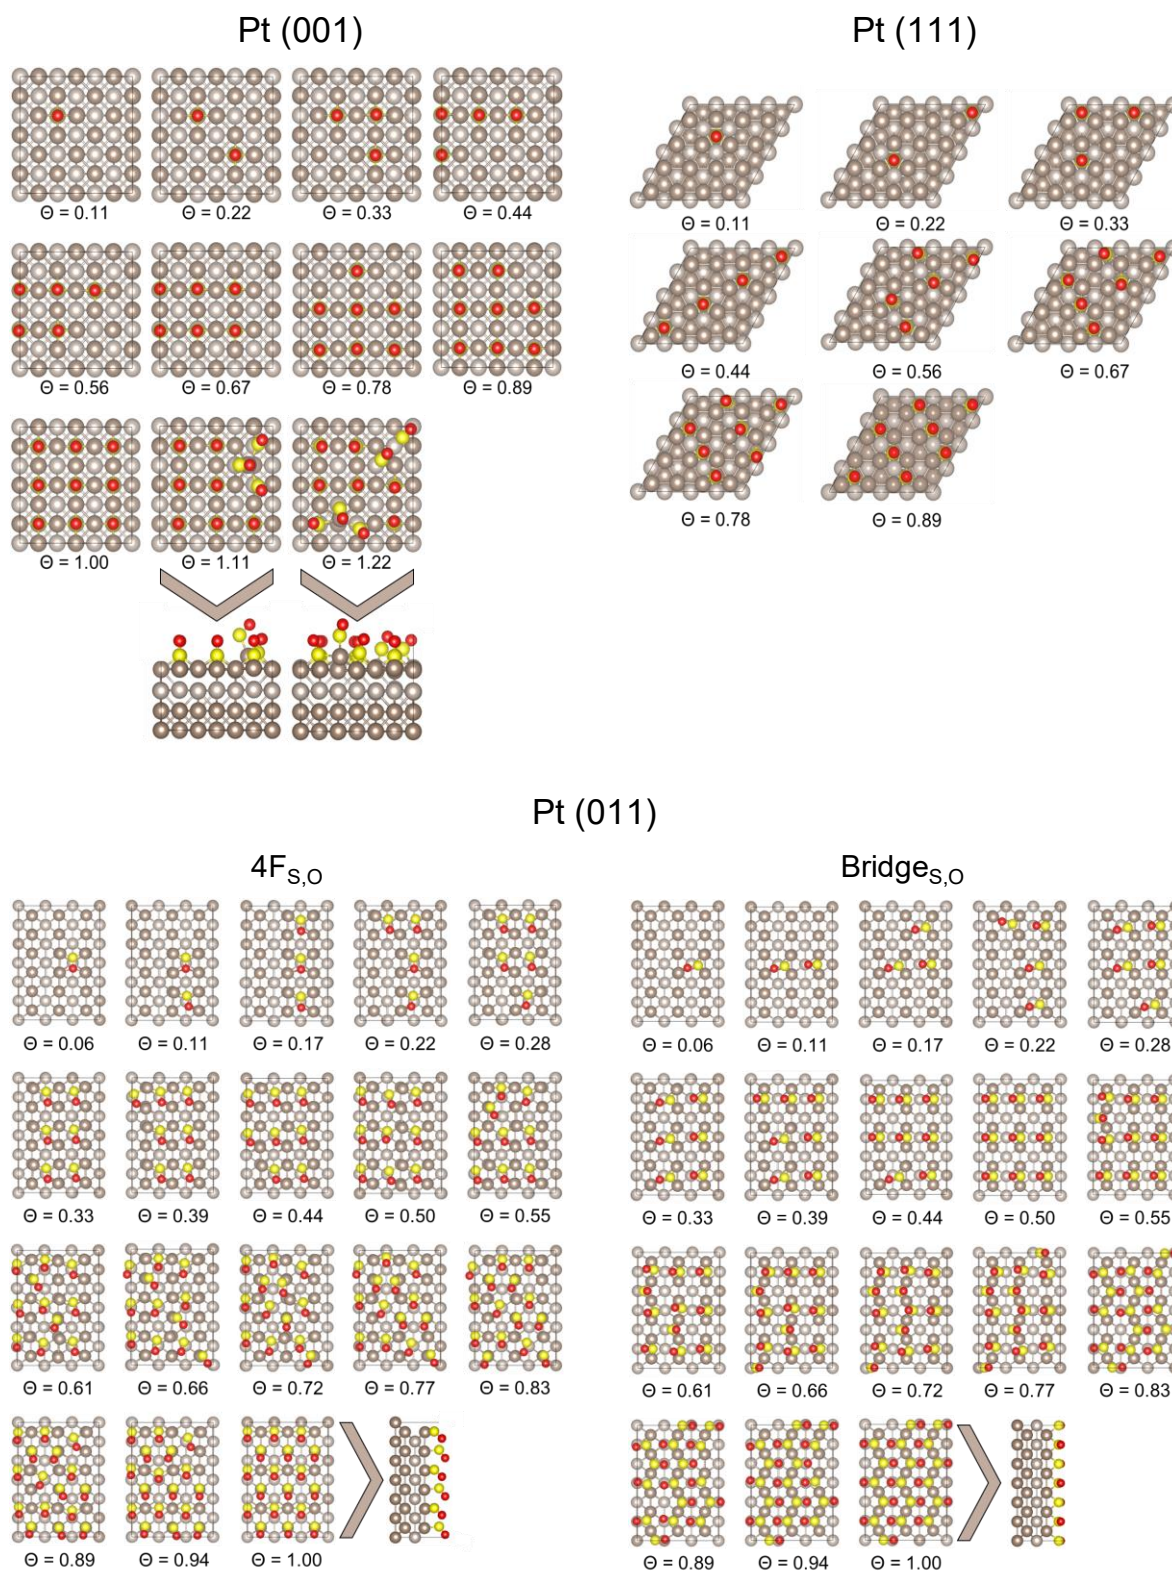 Pt (001)
Pt (111)
Θ = 0.11
Θ = 0.22
Θ = 0.33
Θ = 0.44
Θ = 0.56
Θ = 0.67
Θ = 0.78
Θ = 0.89
Θ = 1.00
Θ = 1.11
Θ = 1.22
Θ = 0.11
Θ = 0.22
Θ = 0.33
Θ = 0.44
Θ = 0.56
Θ = 0.67
Θ = 0.78
Θ = 0.89
Pt (011)
4F_S,O
Θ = 0.06
Θ = 0.11
Θ = 0.17
Θ = 0.22
Θ = 0.28
Θ = 0.33
Θ = 0.39
Θ = 0.44
Θ = 0.50
Θ = 0.55
Θ = 0.61
Θ = 0.66
Θ = 0.72
Θ = 0.77
Θ = 0.83
Θ = 0.89
Θ = 0.94
Θ = 1.00
Bridge_S,O
Θ = 0.06
Θ = 0.11
Θ = 0.17
Θ = 0.22
Θ = 0.28
Θ = 0.33
Θ = 0.39
Θ = 0.44
Θ = 0.50
Θ = 0.55
Θ = 0.61
Θ = 0.66
Θ = 0.72
Θ = 0.77
Θ = 0.83
Θ = 0.89
Θ = 0.94
Θ = 1.00